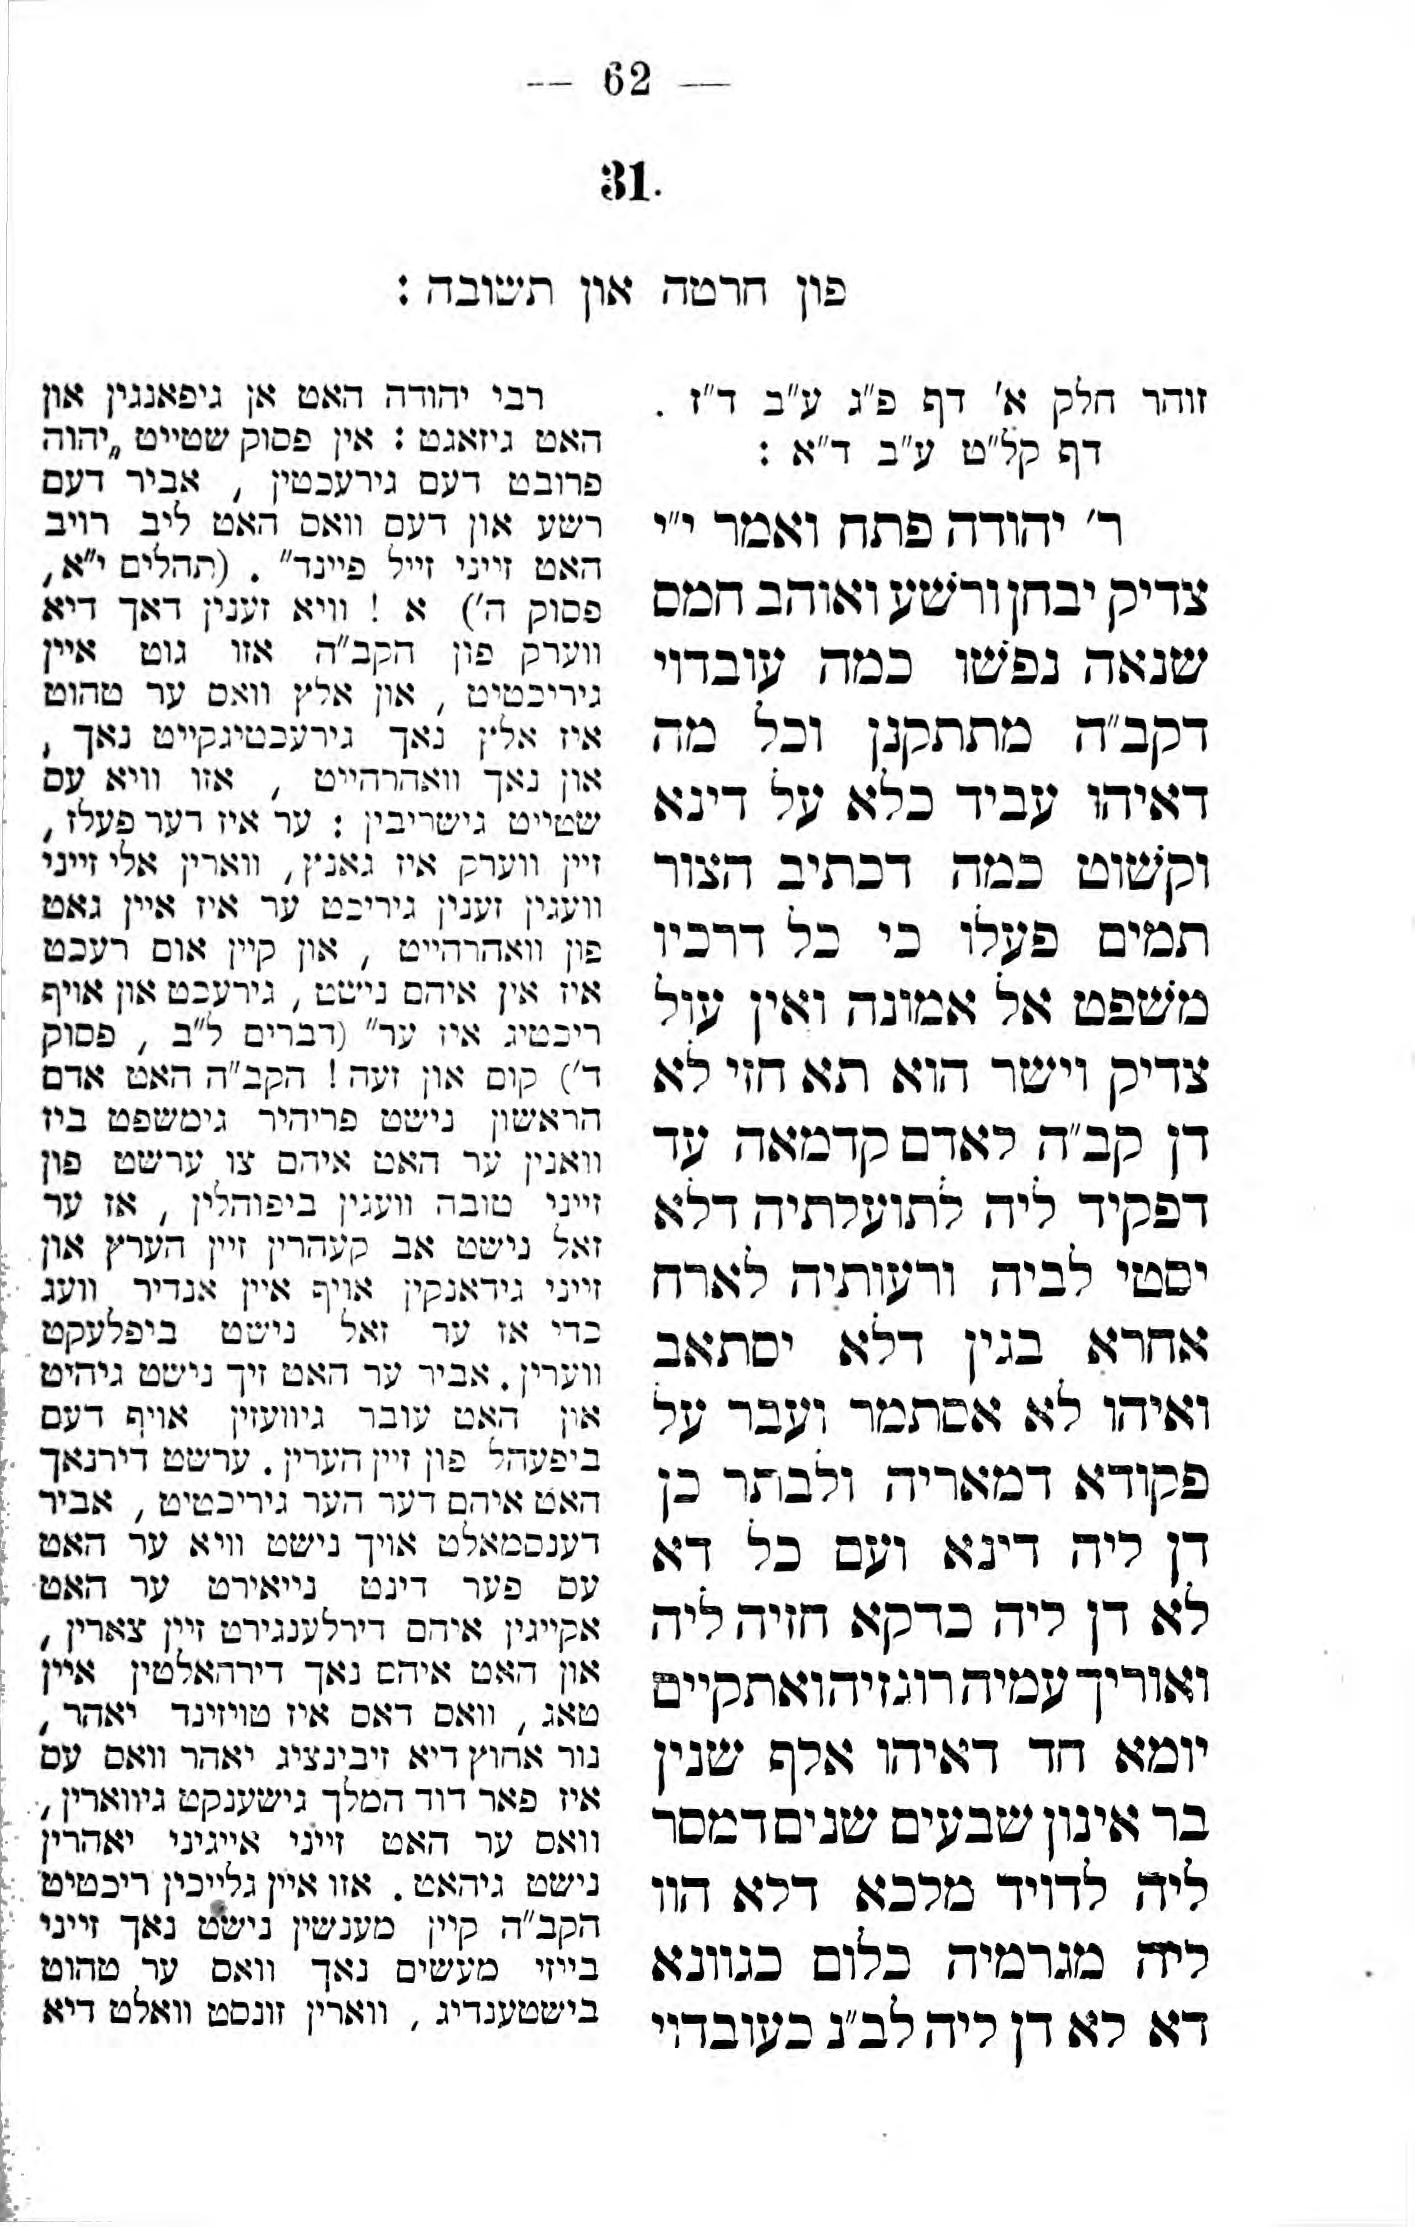 — 62 —
31.
פון חרטה און תשובה :
זוהר חלק א' דף פ"ג ע"ב ד"ז .
דף קל"ט ע"ב ד"א :
ר' יהודה פתח ואמר י"י
צדיק יבחן ורשע ואוהב חמס
שנאה נפשו כמה עובדוי
דקב"ה מתתקנן וכל מה
דאיהו עביד כלא על דינא
וקשוט כמה דכתיב הצור
תמים פעלו כי כל דרכיו
משפט אל אמונה ואין עול
צדיק וישר הוא תא חזי לא
דן קב"ה לאדם קדמאה עד
דפקיד ליה לתועלתיה דלא
יסטי לביה ורעותיה לארח
אחרא בגין דלא יסתאב
ואיהו לא אסתמר ועבר על
פקודא דמאריה ולבתר כן
דן ליה דינא ועם כל דא
לא דן ליה כדקא חזיה ליה
ואוריך עמיה רוגזיה ואתקיים
יומא חד דאיהו אלף שנין
בר אינון שבעים שנים דמסר
ליה לדויד מלכא דלא הוו
ליה מגרמיה כלום כגוונא
דא לא דן ליה לב"נ כעובדוי
רבי יהודה האט אן גיפאנגין און
האט גיזאגט : אין פסוק שטייט „יהוה
פרובט דעם גירעכטין , אביר דעם
רשע און דעם וואס האט ליב רויב
האט זייני זייל פיינד" . (תהלים י"א,
פסוק ה') א ! וויא זענין דאך דיא
ווערק פון הקב"ה אזו גוט איין
גיריכטיט , און אלץ וואס ער טהוט
איז אלץ נאך גירעכטיגקייט נאך ,
און נאך וואהרהייט , אזו וויא עס
שטייט גישריבין : ער איז דער פעלז ,
זיין ווערק איז גאנץ, ווארין אלי זייני
וועגין זענין גיריכט ער איז איין גאט
פון וואהרהייט , און קיין אום רעכט
איז אין איהם נישט , גירעכט און אויף
ריכטיג איז ער" (דברים ל"ב , פסוק
ד') קום און זעה ! הקב"ה האט אדם
הראשון נישט פריהיר גימשפט ביז
וואנין ער האט איהם צו ערשט פון
זייני טובה וועגין ביפוהלין , אז ער
זאל נישט אב קעהרין זיין הערץ און
זייני גידאנקין אויף איין אנדיר וועג
כדי אז ער זאל נישט ביפלעקט
ווערין . אביר ער האט זיך נישט גיהיט
און האט עובר גיוועזין אויף דעם
ביפעהל פון זיין הערין . ערשט דירנאך
האט איהם דער הער גיריכטיט , אביר
דענסמאלט אויך נישט וויא ער האט
עס פער דינט נייאירט ער האט
אקייגין איהם דירלענגירט זיין צארין ,
און האט איהם נאך דירהאלטין איין
טאג , וואס דאס איז טויזינד יאהר ,
נור אחוץ דיא זיבינציג יאהר וואס עס
איז פאר דוד המלך גישענקט גיווארין ,
וואס ער האט זייני אייגיני יאהרין
נישט גיהאט . אזו איין גלייכין ריכטיט
הקב"ה קיין מענשין נישט נאך זייני
בייזי מעשים נאך וואס ער טהוט
בישטענדיג , ווארין זונסט וואלט דיא